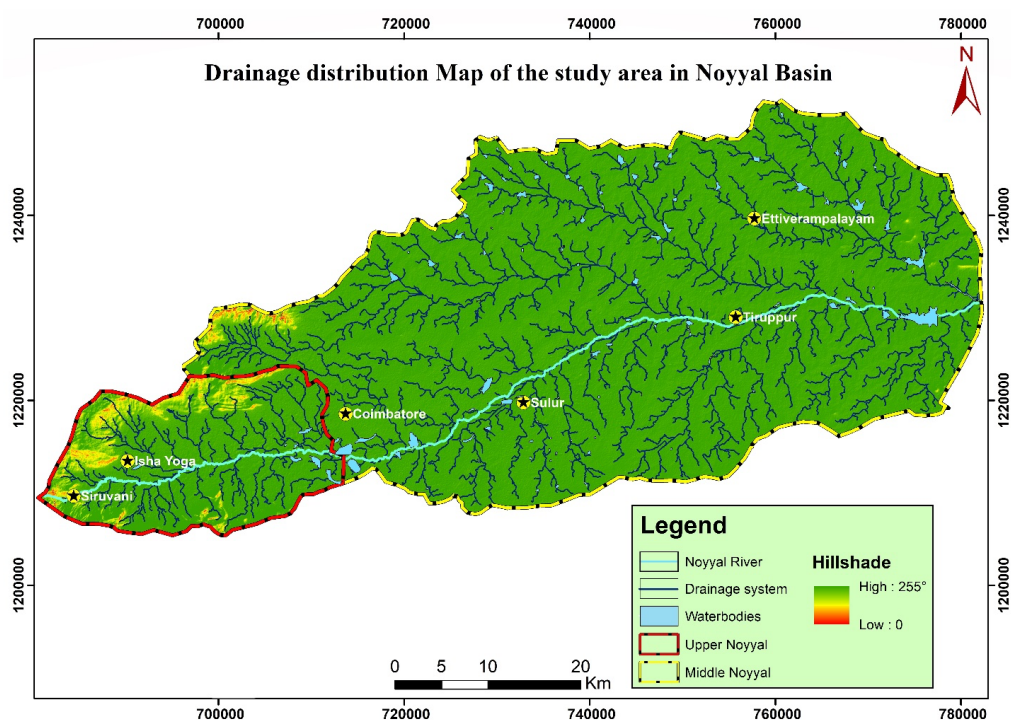 700000 720000 740000 760000 780000
Drainage distribution Map of the study area in Noyyal Basin
N
1240000 1240000
Ettiverampalayam
Tiruppur
1220000 1220000
Coimbatore
Sulur
Isha Yoga
Siruvani
1200000 1200000
Legend
Noyyal River
Drainage system
Waterbodies
Upper Noyyal
Middle Noyyal
Hillshade
High : 255°
Low : 0
0 5 10 20
Km
700000 720000 740000 760000 780000